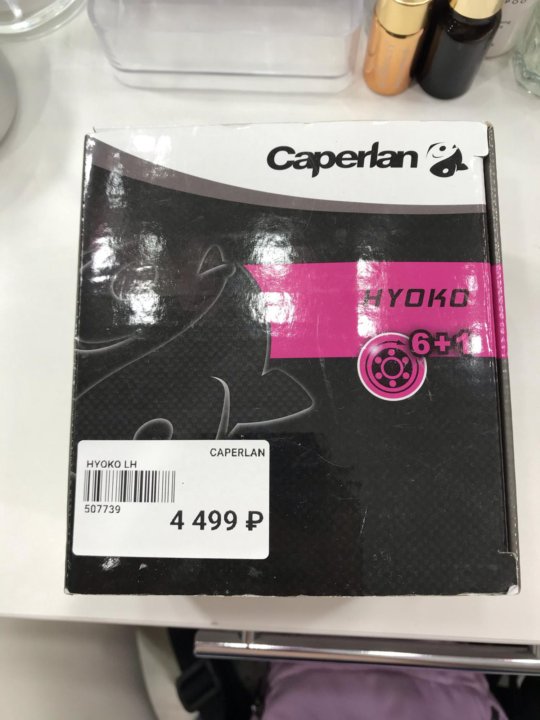 Caperlan
HYOKO
6+1
CAPERLAN
HYOKO LH
507739
4 499 ₽